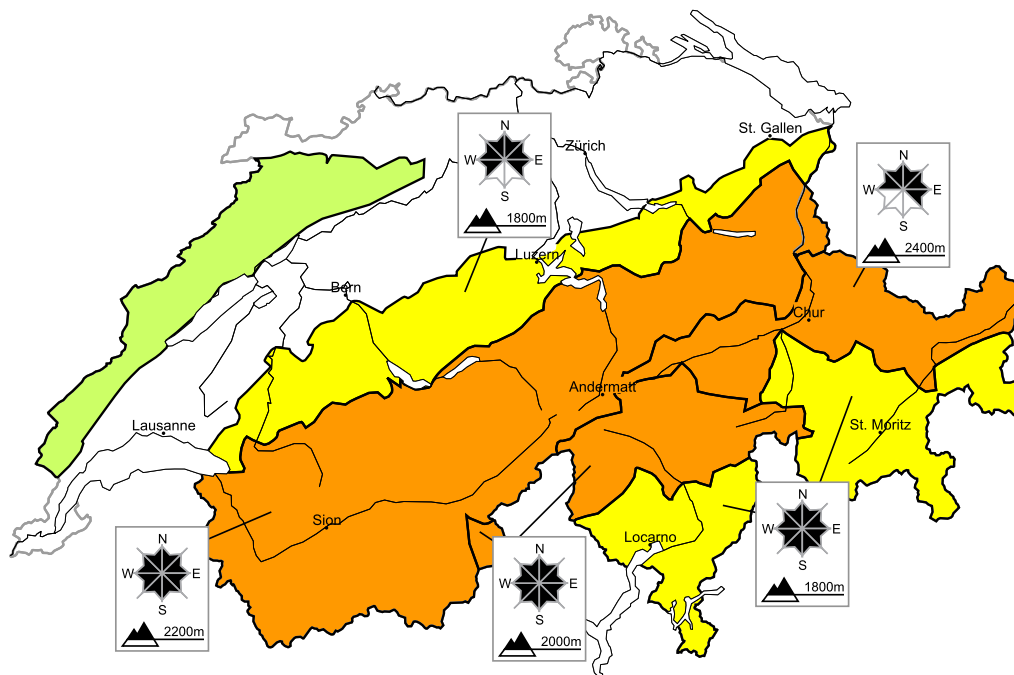 St. Gallen
Zürich
N
W E
S
1800m
N
W E
S
2400m
Luzern
Bern
Chur
Andermatt
Lausanne
St. Moritz
Sion
Locarno
N
W E
S
1800m
N
W E
S
2200m
N
W E
S
2000m